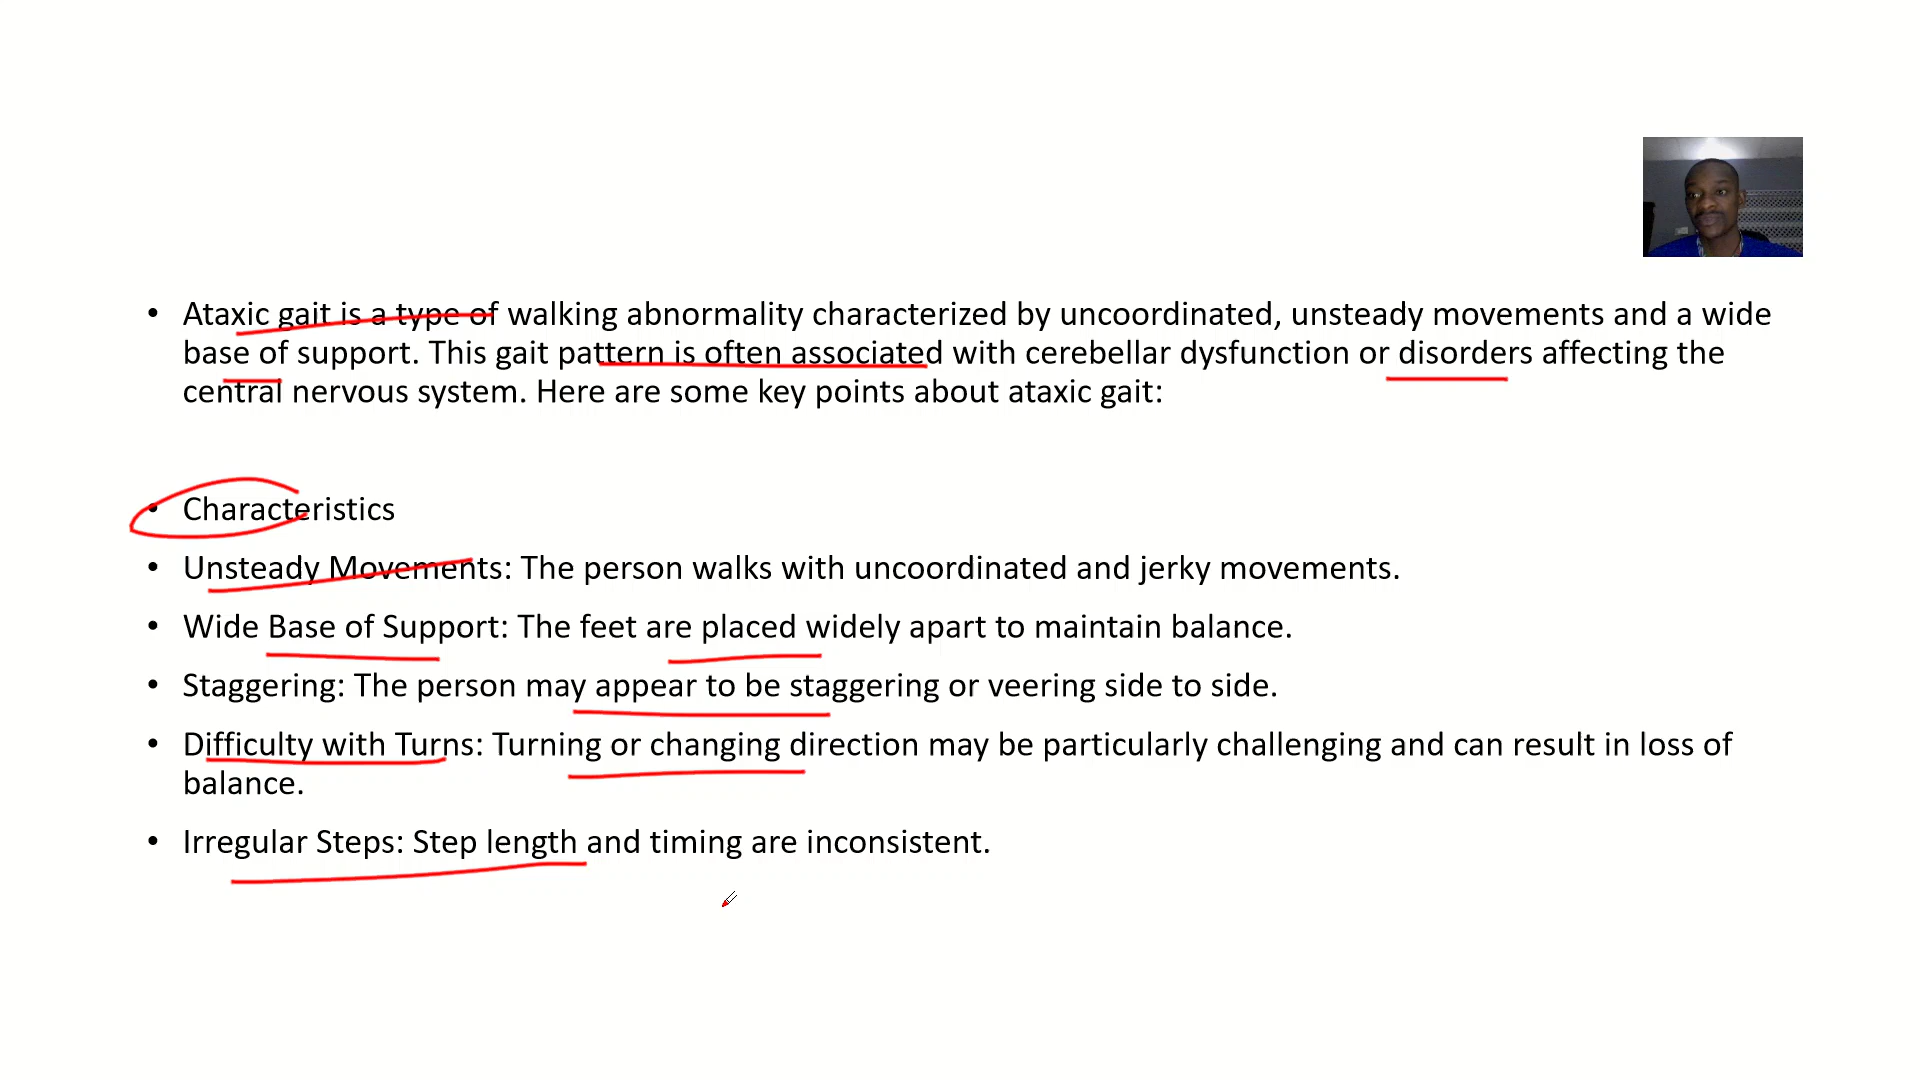 • Ataxic gait is a type of walking abnormality characterized by uncoordinated, unsteady movements and a wide
base of support. This gait pattern is often associated with cerebellar dysfunction or disorders affecting the
central nervous system. Here are some key points about ataxic gait:
• Characteristics
• Unsteady Movements: The person walks with uncoordinated and jerky movements.
• Wide Base of Support: The feet are placed widely apart to maintain balance.
• Staggering: The person may appear to be staggering or veering side to side.
• Difficulty with Turns: Turning or changing direction may be particularly challenging and can result in loss of
balance.
• Irregular Steps: Step length and timing are inconsistent.